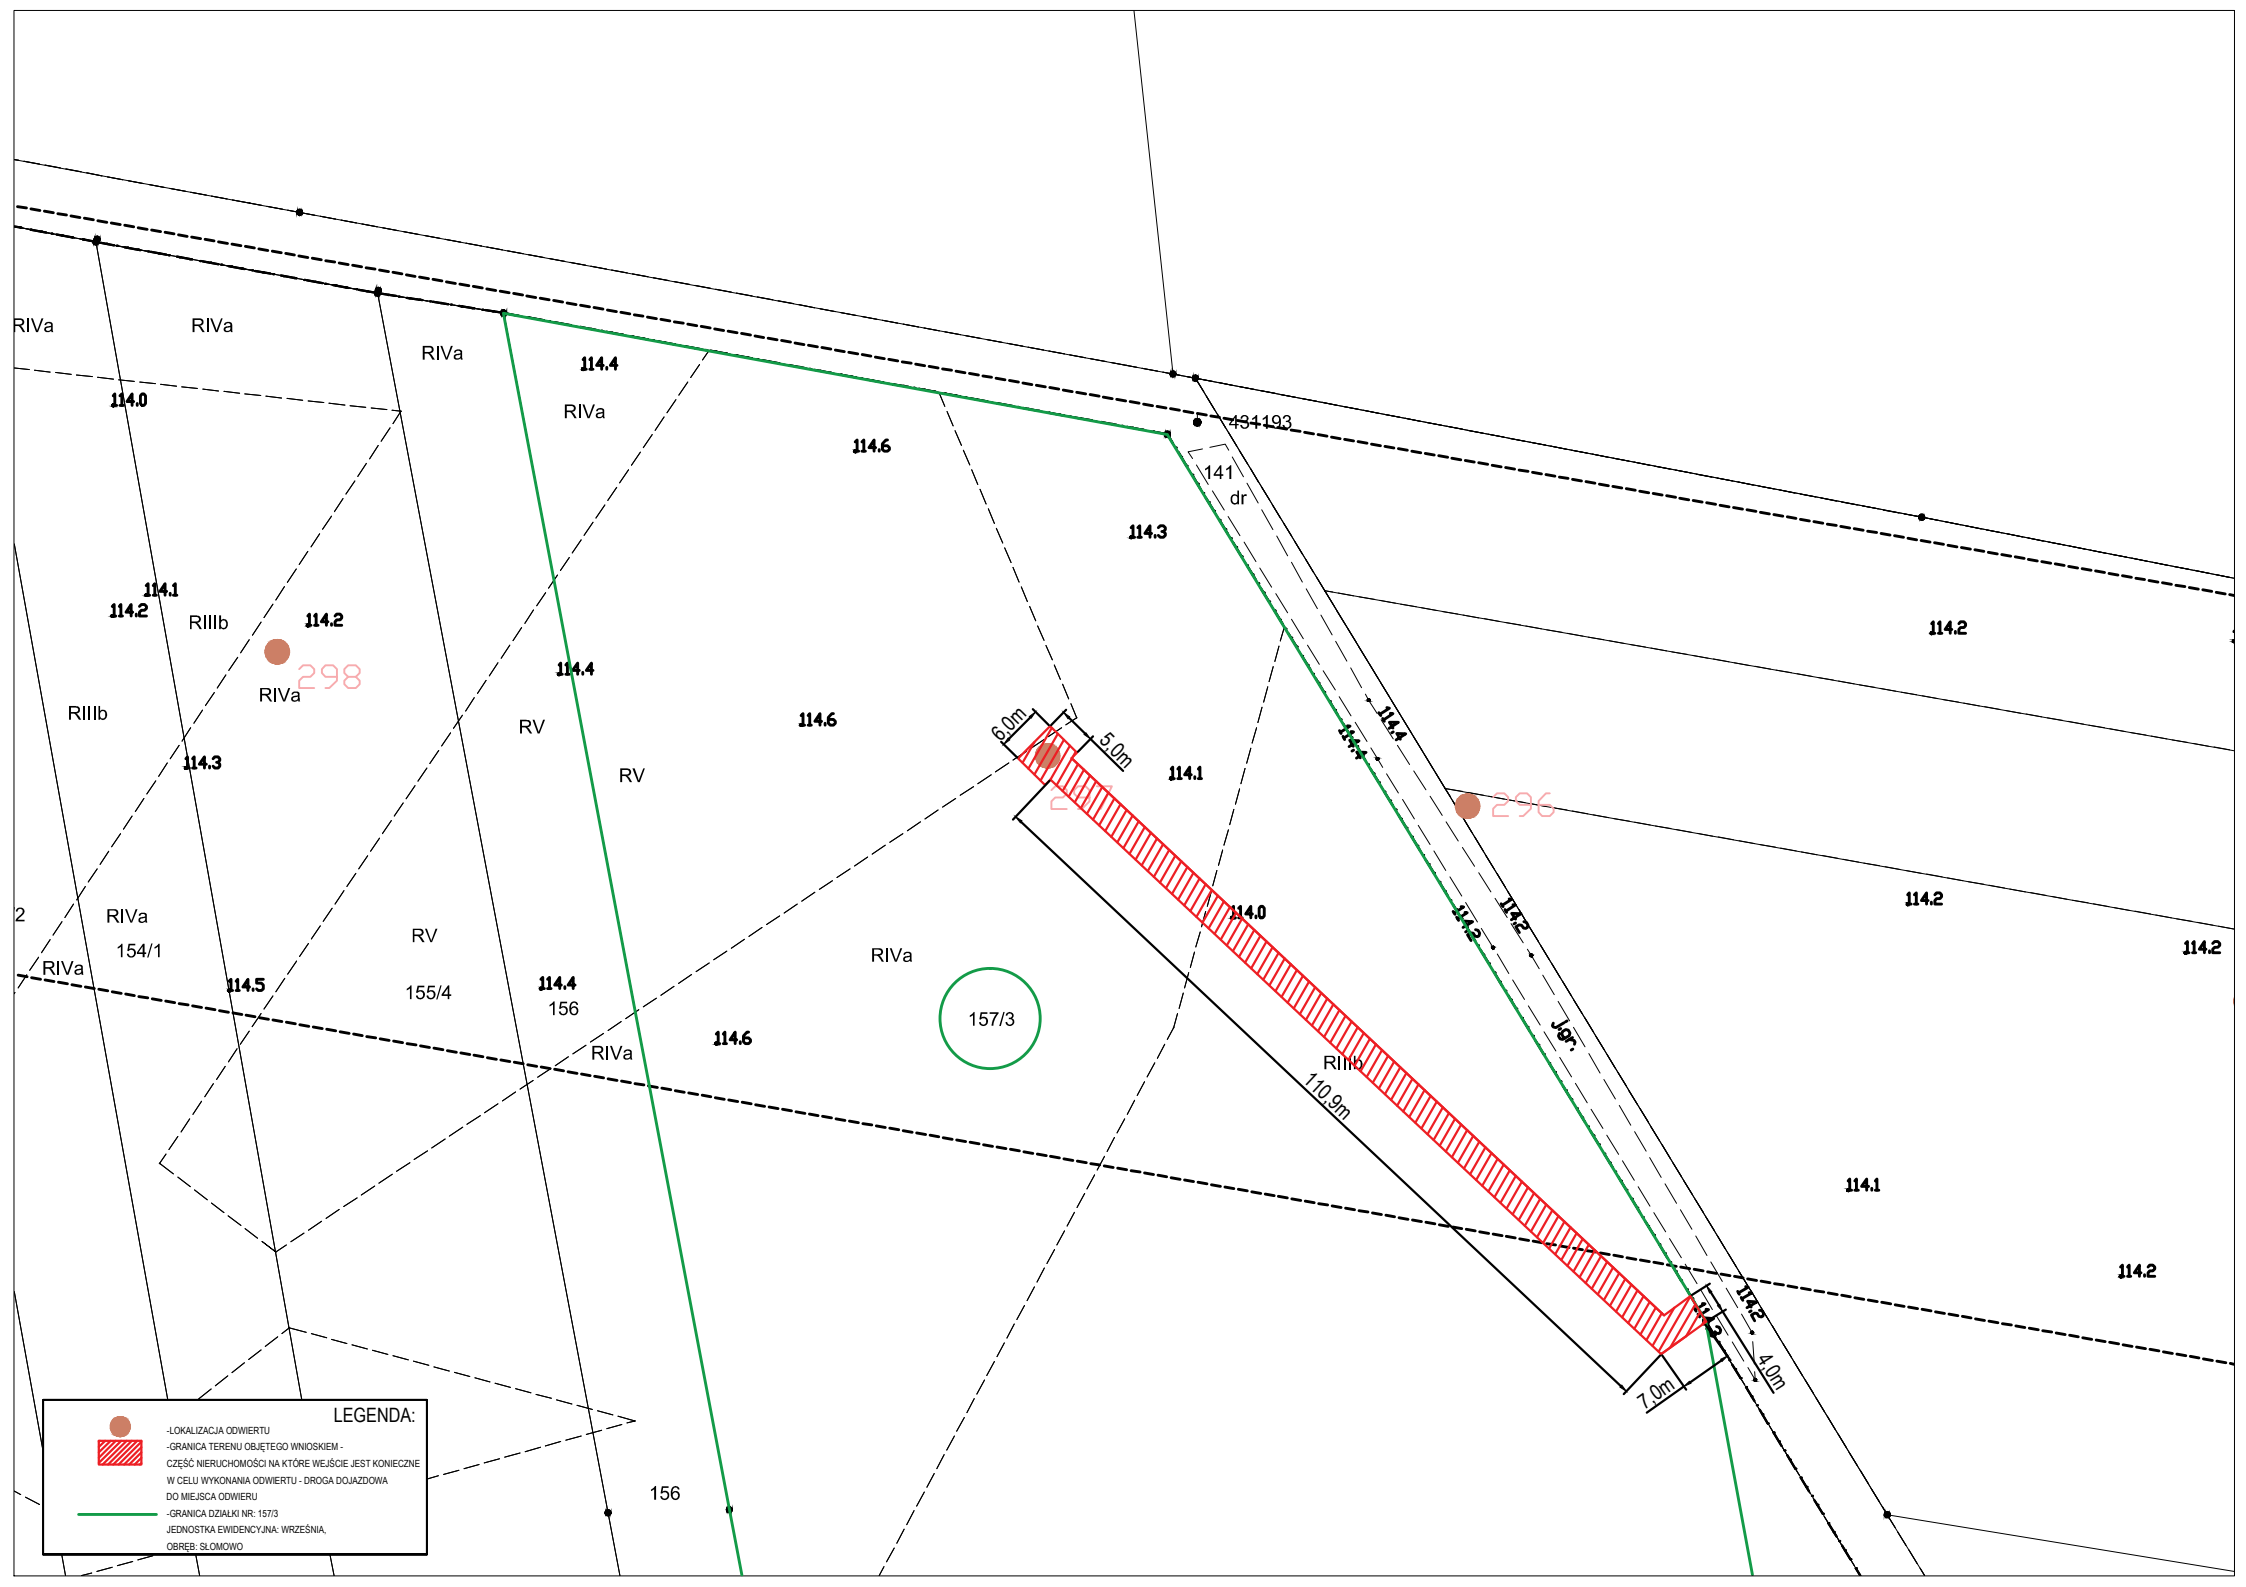 RIVa
RIVa
RIVa
114.4
RIVa
114.0
114.6
431193
141
dr
114.3
114.1
114.2
RIIIb
114.2
298
RIVa
RIIIb
114.3
114.4
RV
RV
114.6
6,0m
5,0m
114.1
114.4
114.4
296
114.2
114.2
114.2
114.0
114.2
114.2
2
RIVa
154/1
RIVa
114.5
RV
155/4
114.4
156
RIVa
114.6
RIVa
157/3
RIIIb
110,9m
J.gr.
114.1
114.2
114.2
4,0m
7,0m
156
LEGENDA:
-LOKALIZACJA ODWIERTU
-GRANICA TERENU OBJĘTEGO WNIOSKIEM -
CZĘŚĆ NIERUCHOMOŚCI NA KTÓRE WEJŚCIE JEST KONIECZNE
W CELU WYKONANIA ODWIERTU - DROGA DOJAZDOWA
DO MIEJSCA ODWIERU
-GRANICA DZIAŁKI NR: 157/3
JEDNOSTKA EWIDENCYJNA: WRZEŚNIA,
OBRĘB: SŁOMOWO